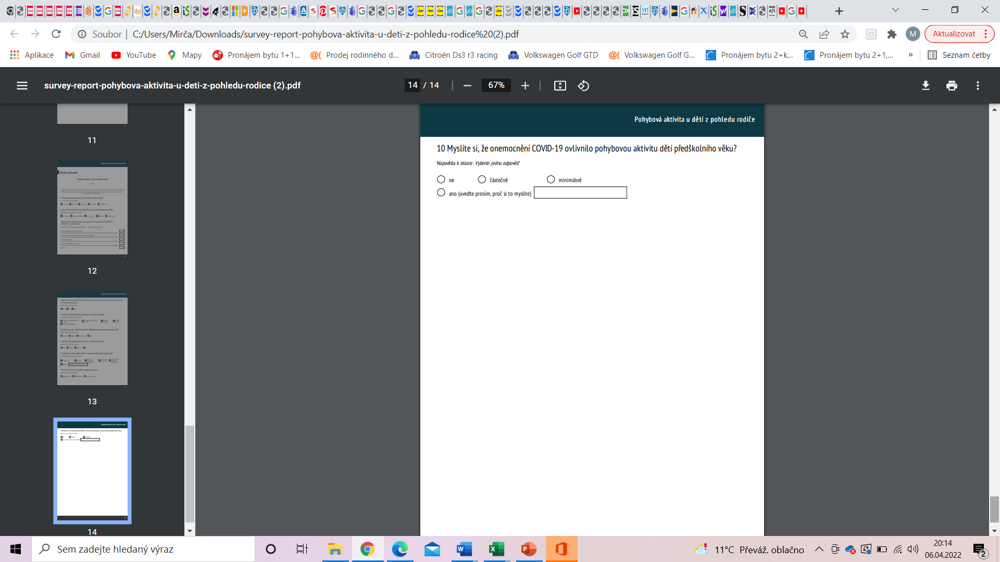 Soubor
C:/Users/Mirča/Downloads/survey-report-pohybova-aktivita-u-deti-z-pohledu-rodice%20(2).pdf
M
Aktualizovat
Aplikace
Gmail
YouTube
Mapy
Pronájem bytu 1+1...
Prodej rodinného d...
Citroën Ds3 r3 racing
Volkswagen Golf GTD
Volkswagen Golf G...
Pronájem bytu 2+k...
Pronájem bytu 2+1,...
»
Seznam četby
survey-report-pohybova-aktivita-u-deti-z-pohledu-rodice (2).pdf
14 / 14
67%
11
12
13
14
Pohybová aktivita u dětí z pohledu rodiče
10 Myslíte si, že onemocnění COVID-19 ovlivnilo pohybovou aktivitu dětí předškolního věku?
Nápověda k otázce: Vyberte jednu odpověď
ne
částečně
minimálně
ano (uveďte prosím, proč si to myslíte)
Sem zadejte hledaný výraz
11°C Převáž. oblačno
20:14
06.04.2022
2